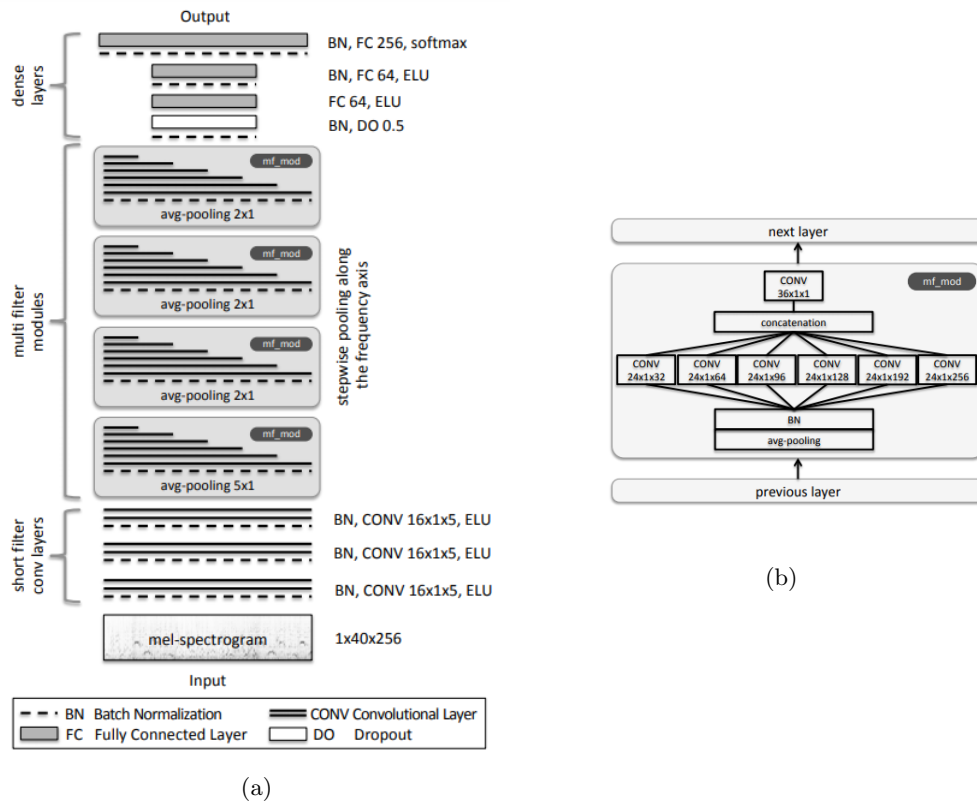 Output
BN, FC 256, softmax
BN, FC 64, ELU
FC 64, ELU
BN, DO 0.5
dense
layers
mf_mod
avg-pooling 2x1
mf_mod
avg-pooling 2x1
mf_mod
avg-pooling 2x1
mf_mod
avg-pooling 5x1
multi filter
modules
stepwise pooling along
the frequency axis
BN, CONV 16x1x5, ELU
BN, CONV 16x1x5, ELU
BN, CONV 16x1x5, ELU
short filter
conv layers
mel-spectrogram
1x40x256
Input
BN Batch Normalization
CONV Convolutional Layer
FC Fully Connected Layer
DO Dropout
(a)
next layer
mf_mod
CONV
36x1x1
concatenation
CONV
24x1x32
CONV
24x1x64
CONV
24x1x96
CONV
24x1x128
CONV
24x1x192
CONV
24x1x256
BN
avg-pooling
previous layer
(b)